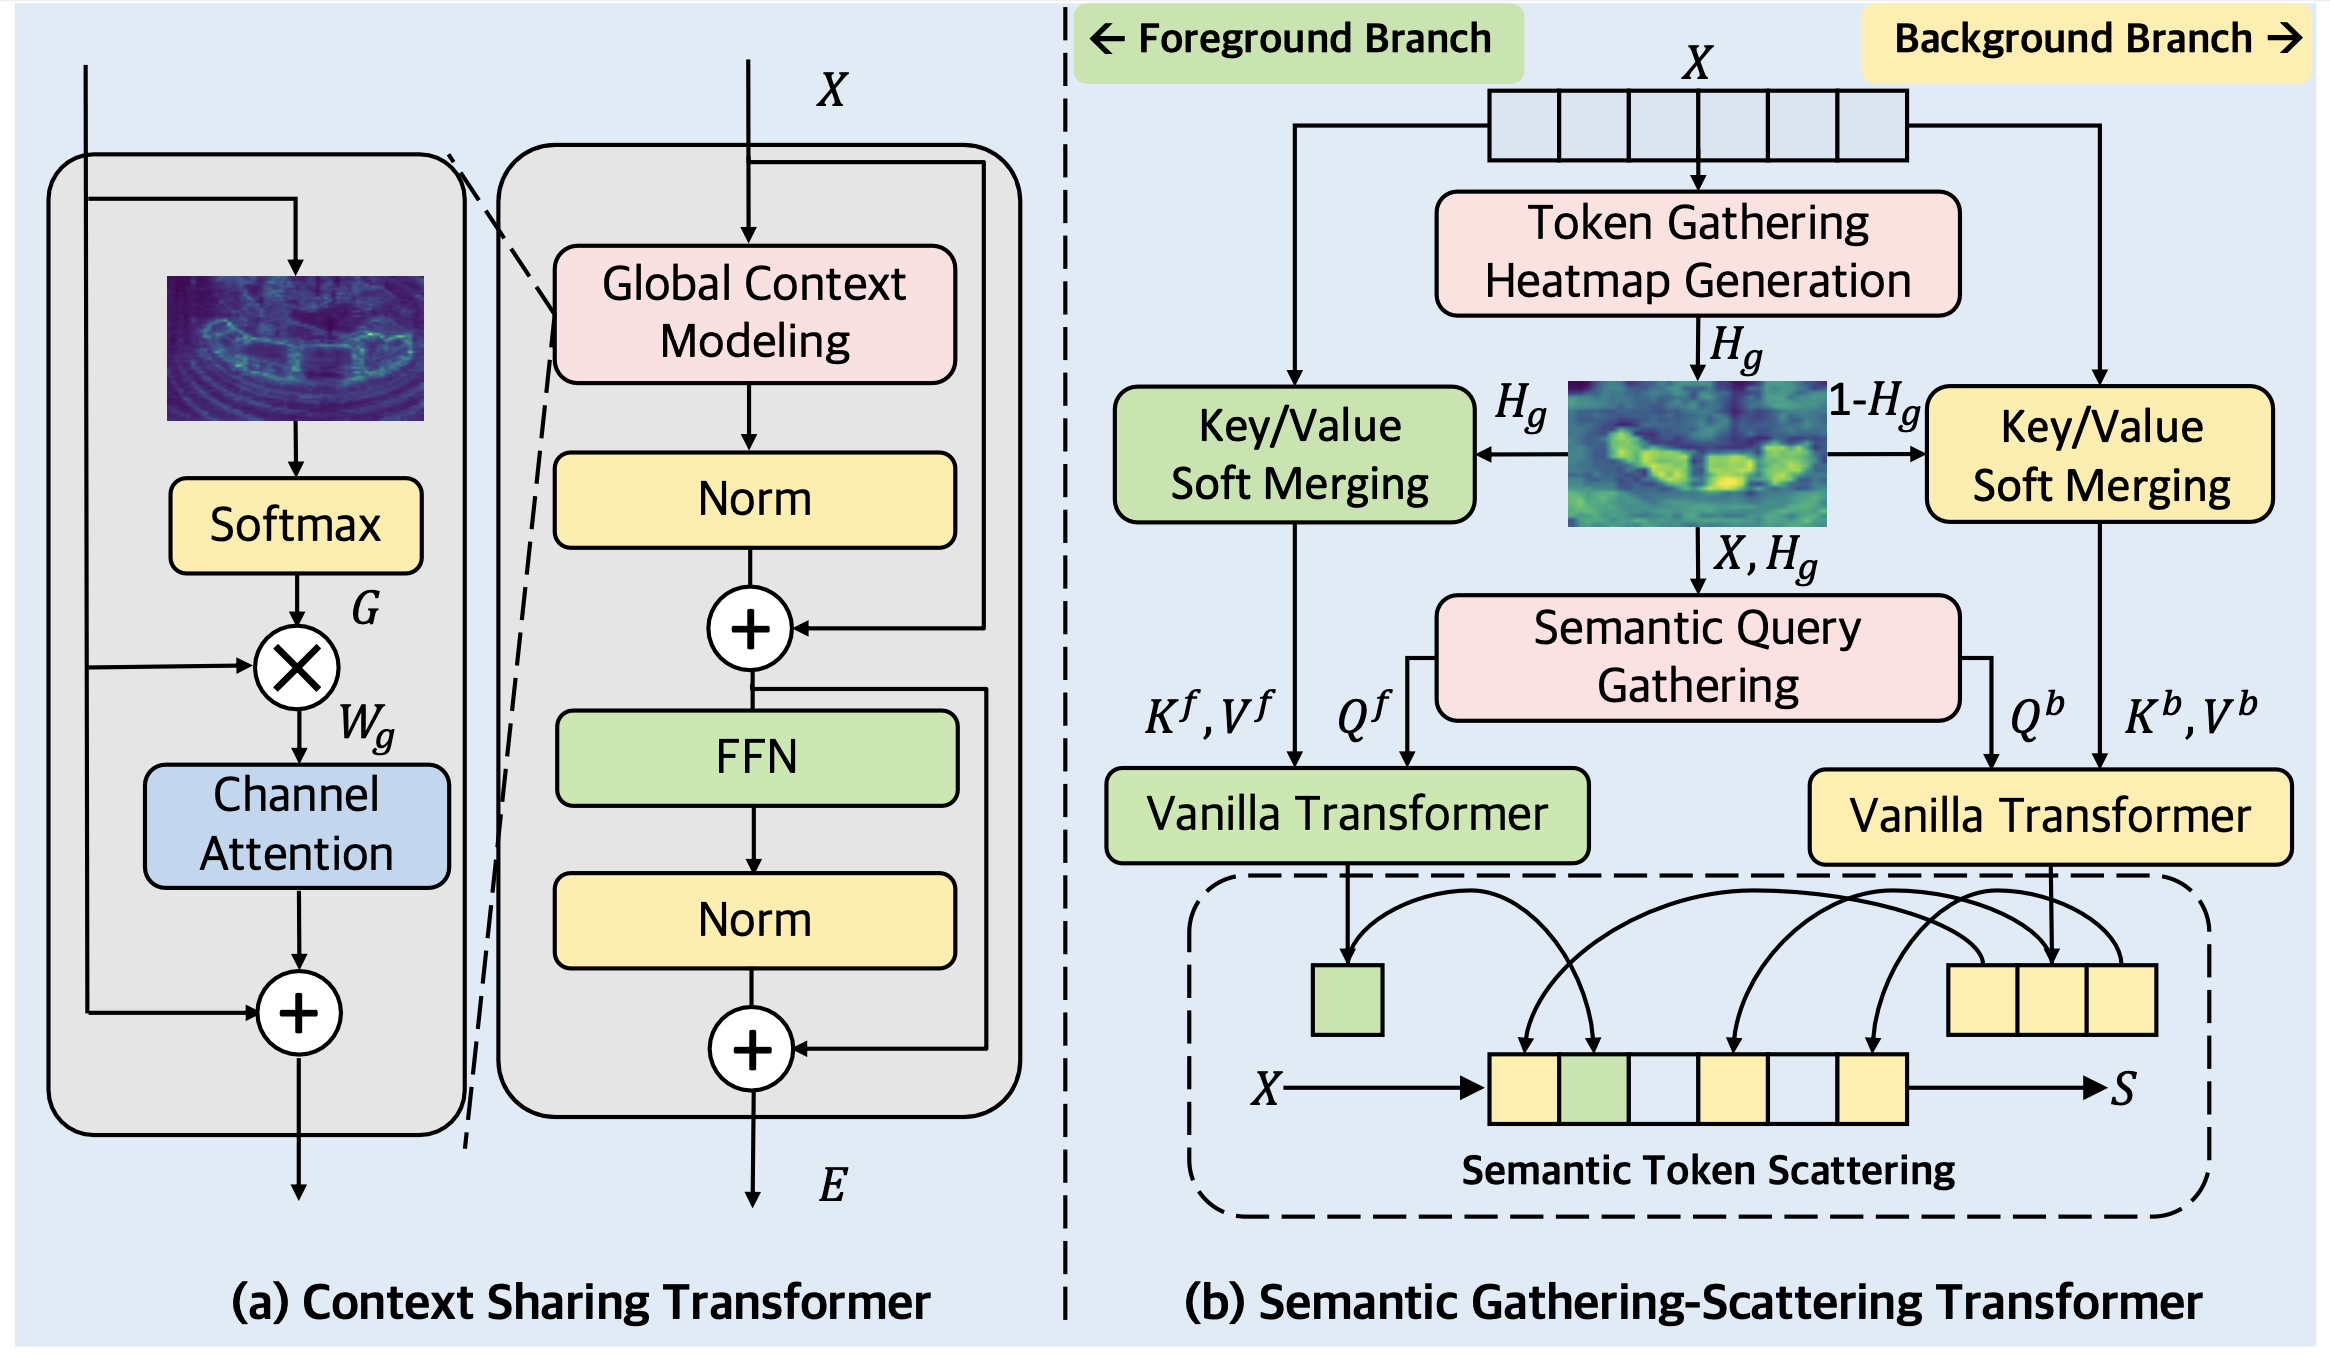 X
Global Context
Modeling
Norm
+
FFN
Norm
+
E
Softmax
G
×
W_g
Channel
Attention
+
(a) Context Sharing Transformer
← Foreground Branch
Background Branch →
X
Token Gathering
Heatmap Generation
H_g
Key/Value
Soft Merging
H_g
1-H_g
Key/Value
Soft Merging
X, H_g
Semantic Query
Gathering
K^f, V^f
Q^f
Q^b
K^b, V^b
Vanilla Transformer
Vanilla Transformer
X
S
Semantic Token Scattering
(b) Semantic Gathering-Scattering Transformer